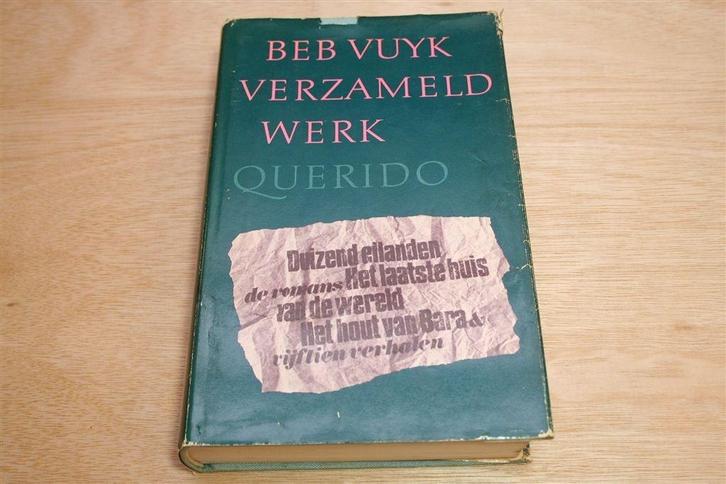 BEB VUYK
VERZAMELD
WERK
QUERIDO
Duizend eilanden
de romans Het laatste huis
van de wereld
Het hout van Bara &
vijftien verhalen